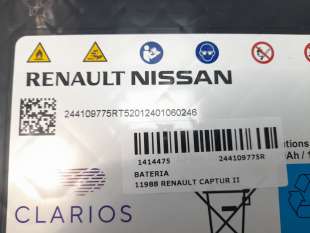 RENAULT NISSAN
244109775RT52012401060246
1414475 244109775R
BATERIA
11988 RENAULT CAPTUR II
CLARIOS